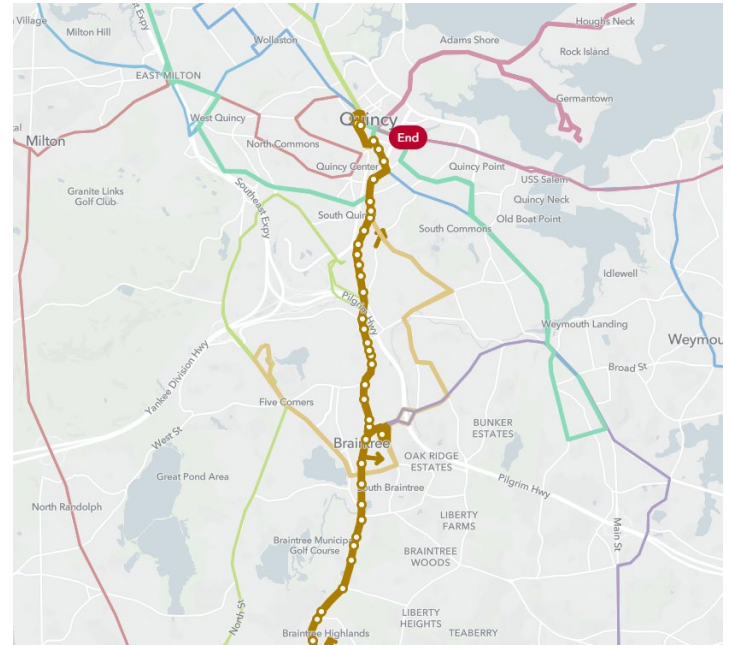 Village
Milton Hill
Expy
Wollaston
Adams Shore
Houghs Neck
Rock Island
EAST MILTON
Germantown
Quincy
End
West Quincy
North Commons
Milton
Quincy Center
Quincy Point
USS Salem
Granite Links
Golf Club
Southeast Expy
Quincy Neck
Old Boat Point
South Quin
South Commons
Idlewell
Pilgrim Hwy
Weymouth Landing
Weymou
Yankee Division Hwy
Broad St
Five Corners
West St
BUNKER
ESTATES
Braintree
OAK RIDGE
ESTATES
Great Pond Area
South Braintree
Pilgrim Hwy
North Randolph
LIBERTY
FARMS
Main St
Braintree Municipa
Golf Course
BRAINTREE
WOODS
North St
LIBERTY
HEIGHTS
Braintree Highlands
TEABERRY